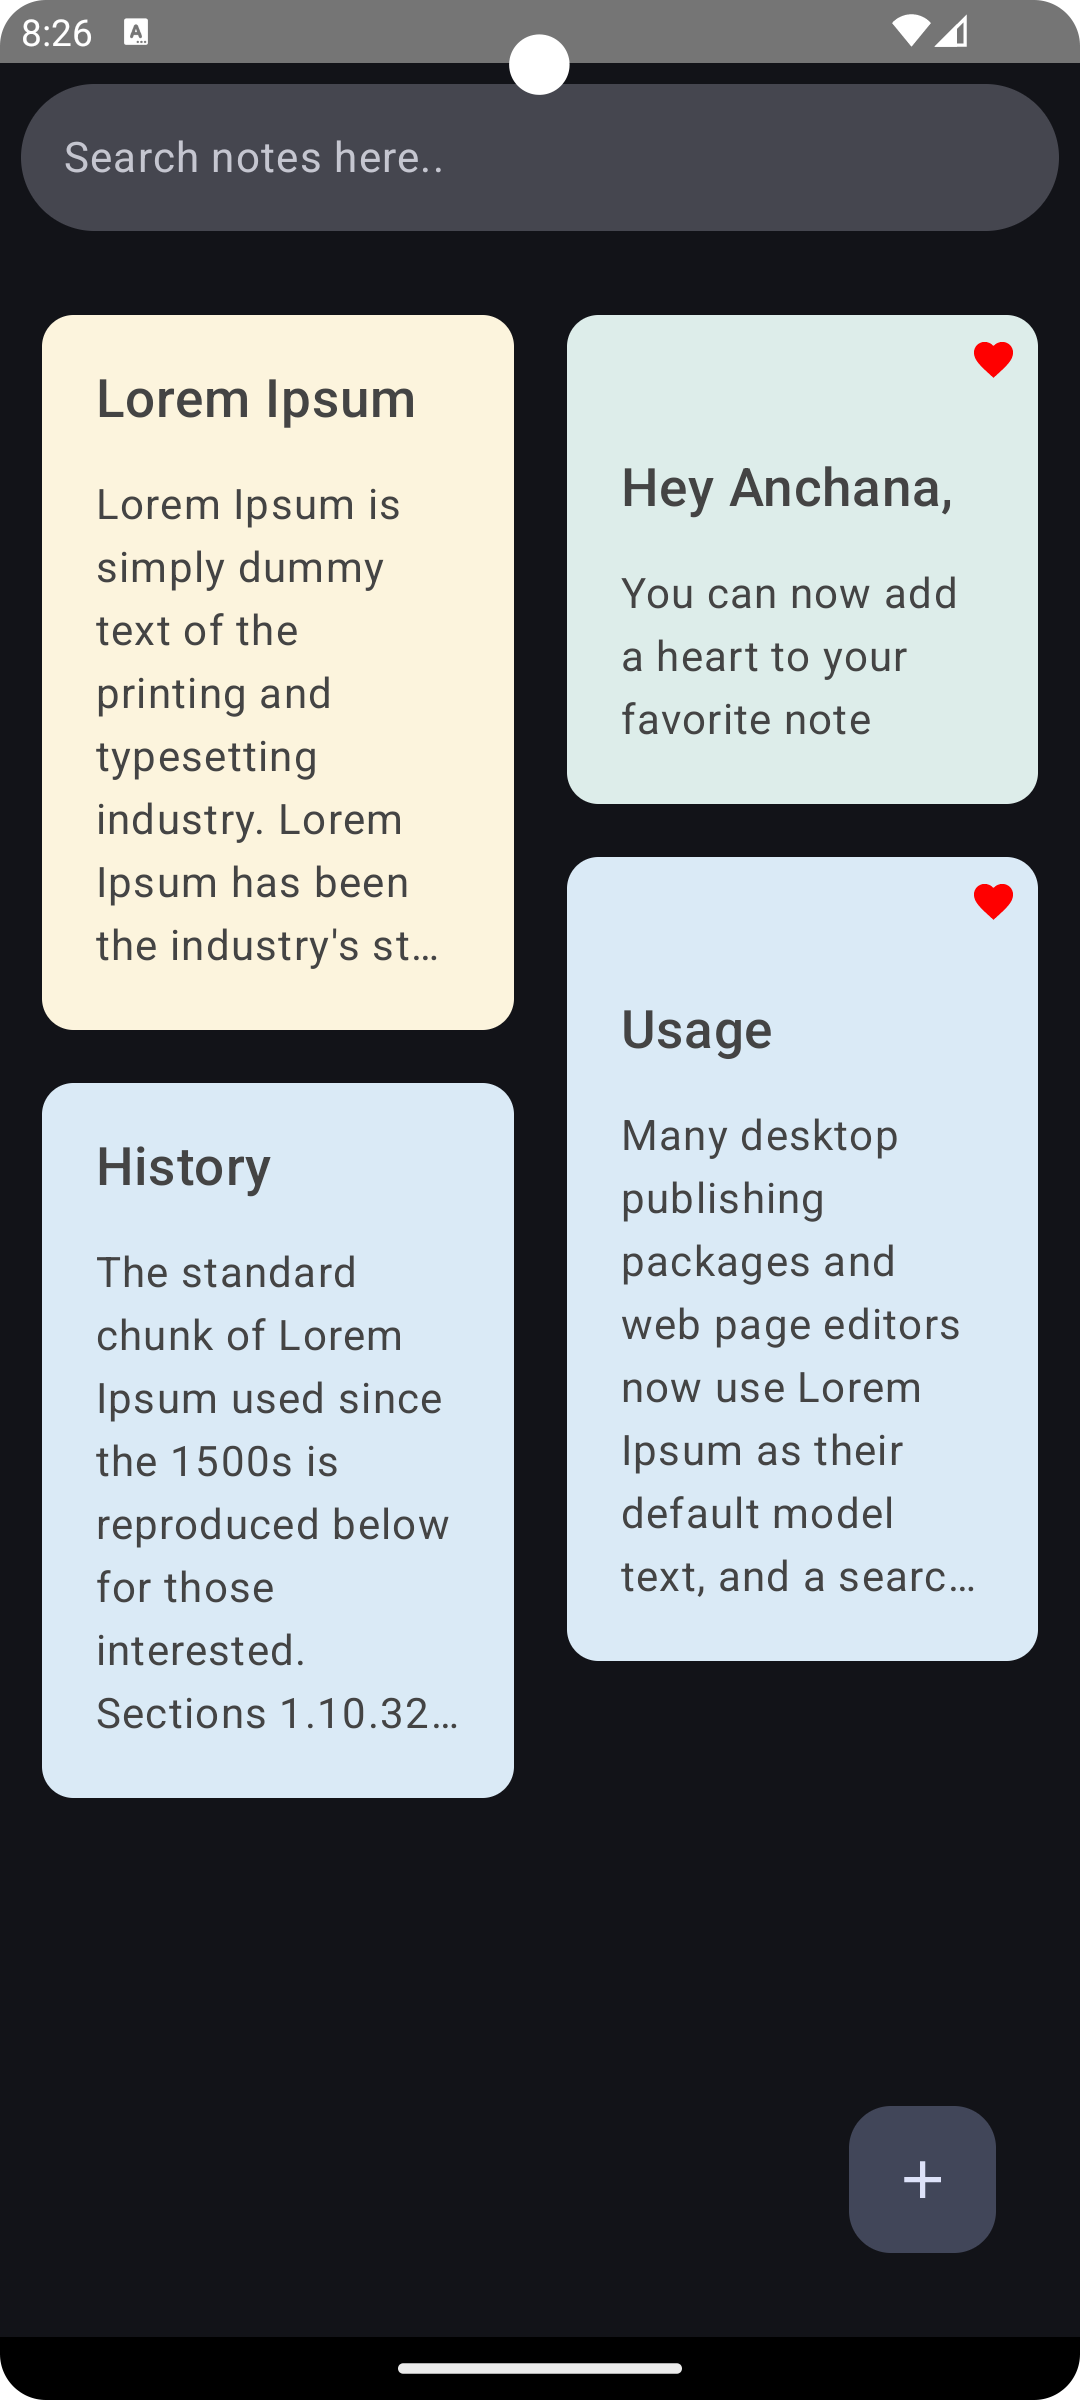 8:26
Search notes here..
Lorem Ipsum
Lorem Ipsum is
simply dummy
text of the
printing and
typesetting
industry. Lorem
Ipsum has been
the industry's st…
Hey Anchana,
You can now add
a heart to your
favorite note
History
The standard
chunk of Lorem
Ipsum used since
the 1500s is
reproduced below
for those
interested.
Sections 1.10.32…
Usage
Many desktop
publishing
packages and
web page editors
now use Lorem
Ipsum as their
default model
text, and a searc…